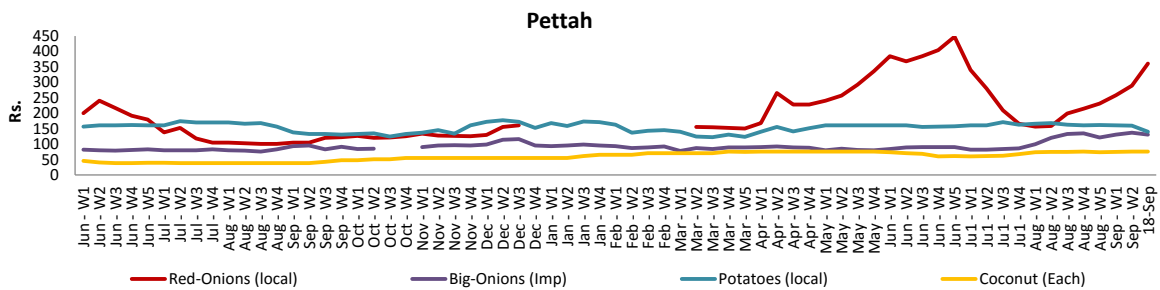 Pettah
450
400
350
300
250
200
150
100
50
0
Rs.
Jun - W1
Jun - W2
Jun - W3
Jun - W4
Jun - W5
Jul - W1
Jul - W2
Jul - W3
Jul - W4
Aug - W1
Aug - W2
Aug - W3
Aug - W4
Sep - W1
Sep - W2
Sep - W3
Sep - W4
Oct - W1
Oct - W2
Oct - W3
Oct - W4
Nov - W1
Nov - W2
Nov - W3
Nov - W4
Dec - W1
Dec - W2
Dec - W3
Dec - W4
Jan - W1
Jan - W2
Jan - W3
Jan - W4
Feb - W1
Feb - W2
Feb - W3
Feb - W4
Mar - W1
Mar - W2
Mar - W3
Mar - W4
Mar - W5
Apr - W1
Apr - W2
Apr - W3
Apr - W4
May - W1
May - W2
May - W3
May - W4
Jun - W1
Jun - W2
Jun - W3
Jun - W4
Jun - W5
Ju1 - W1
Ju1 - W2
Ju1 - W3
Ju1 - W4
Aug - W1
Aug - W2
Aug - W3
Aug - W4
Aug - W5
Sep - W1
Sep - W2
18-Sep
Red-Onions (local)
Big-Onions (Imp)
Potatoes (local)
Coconut (Each)